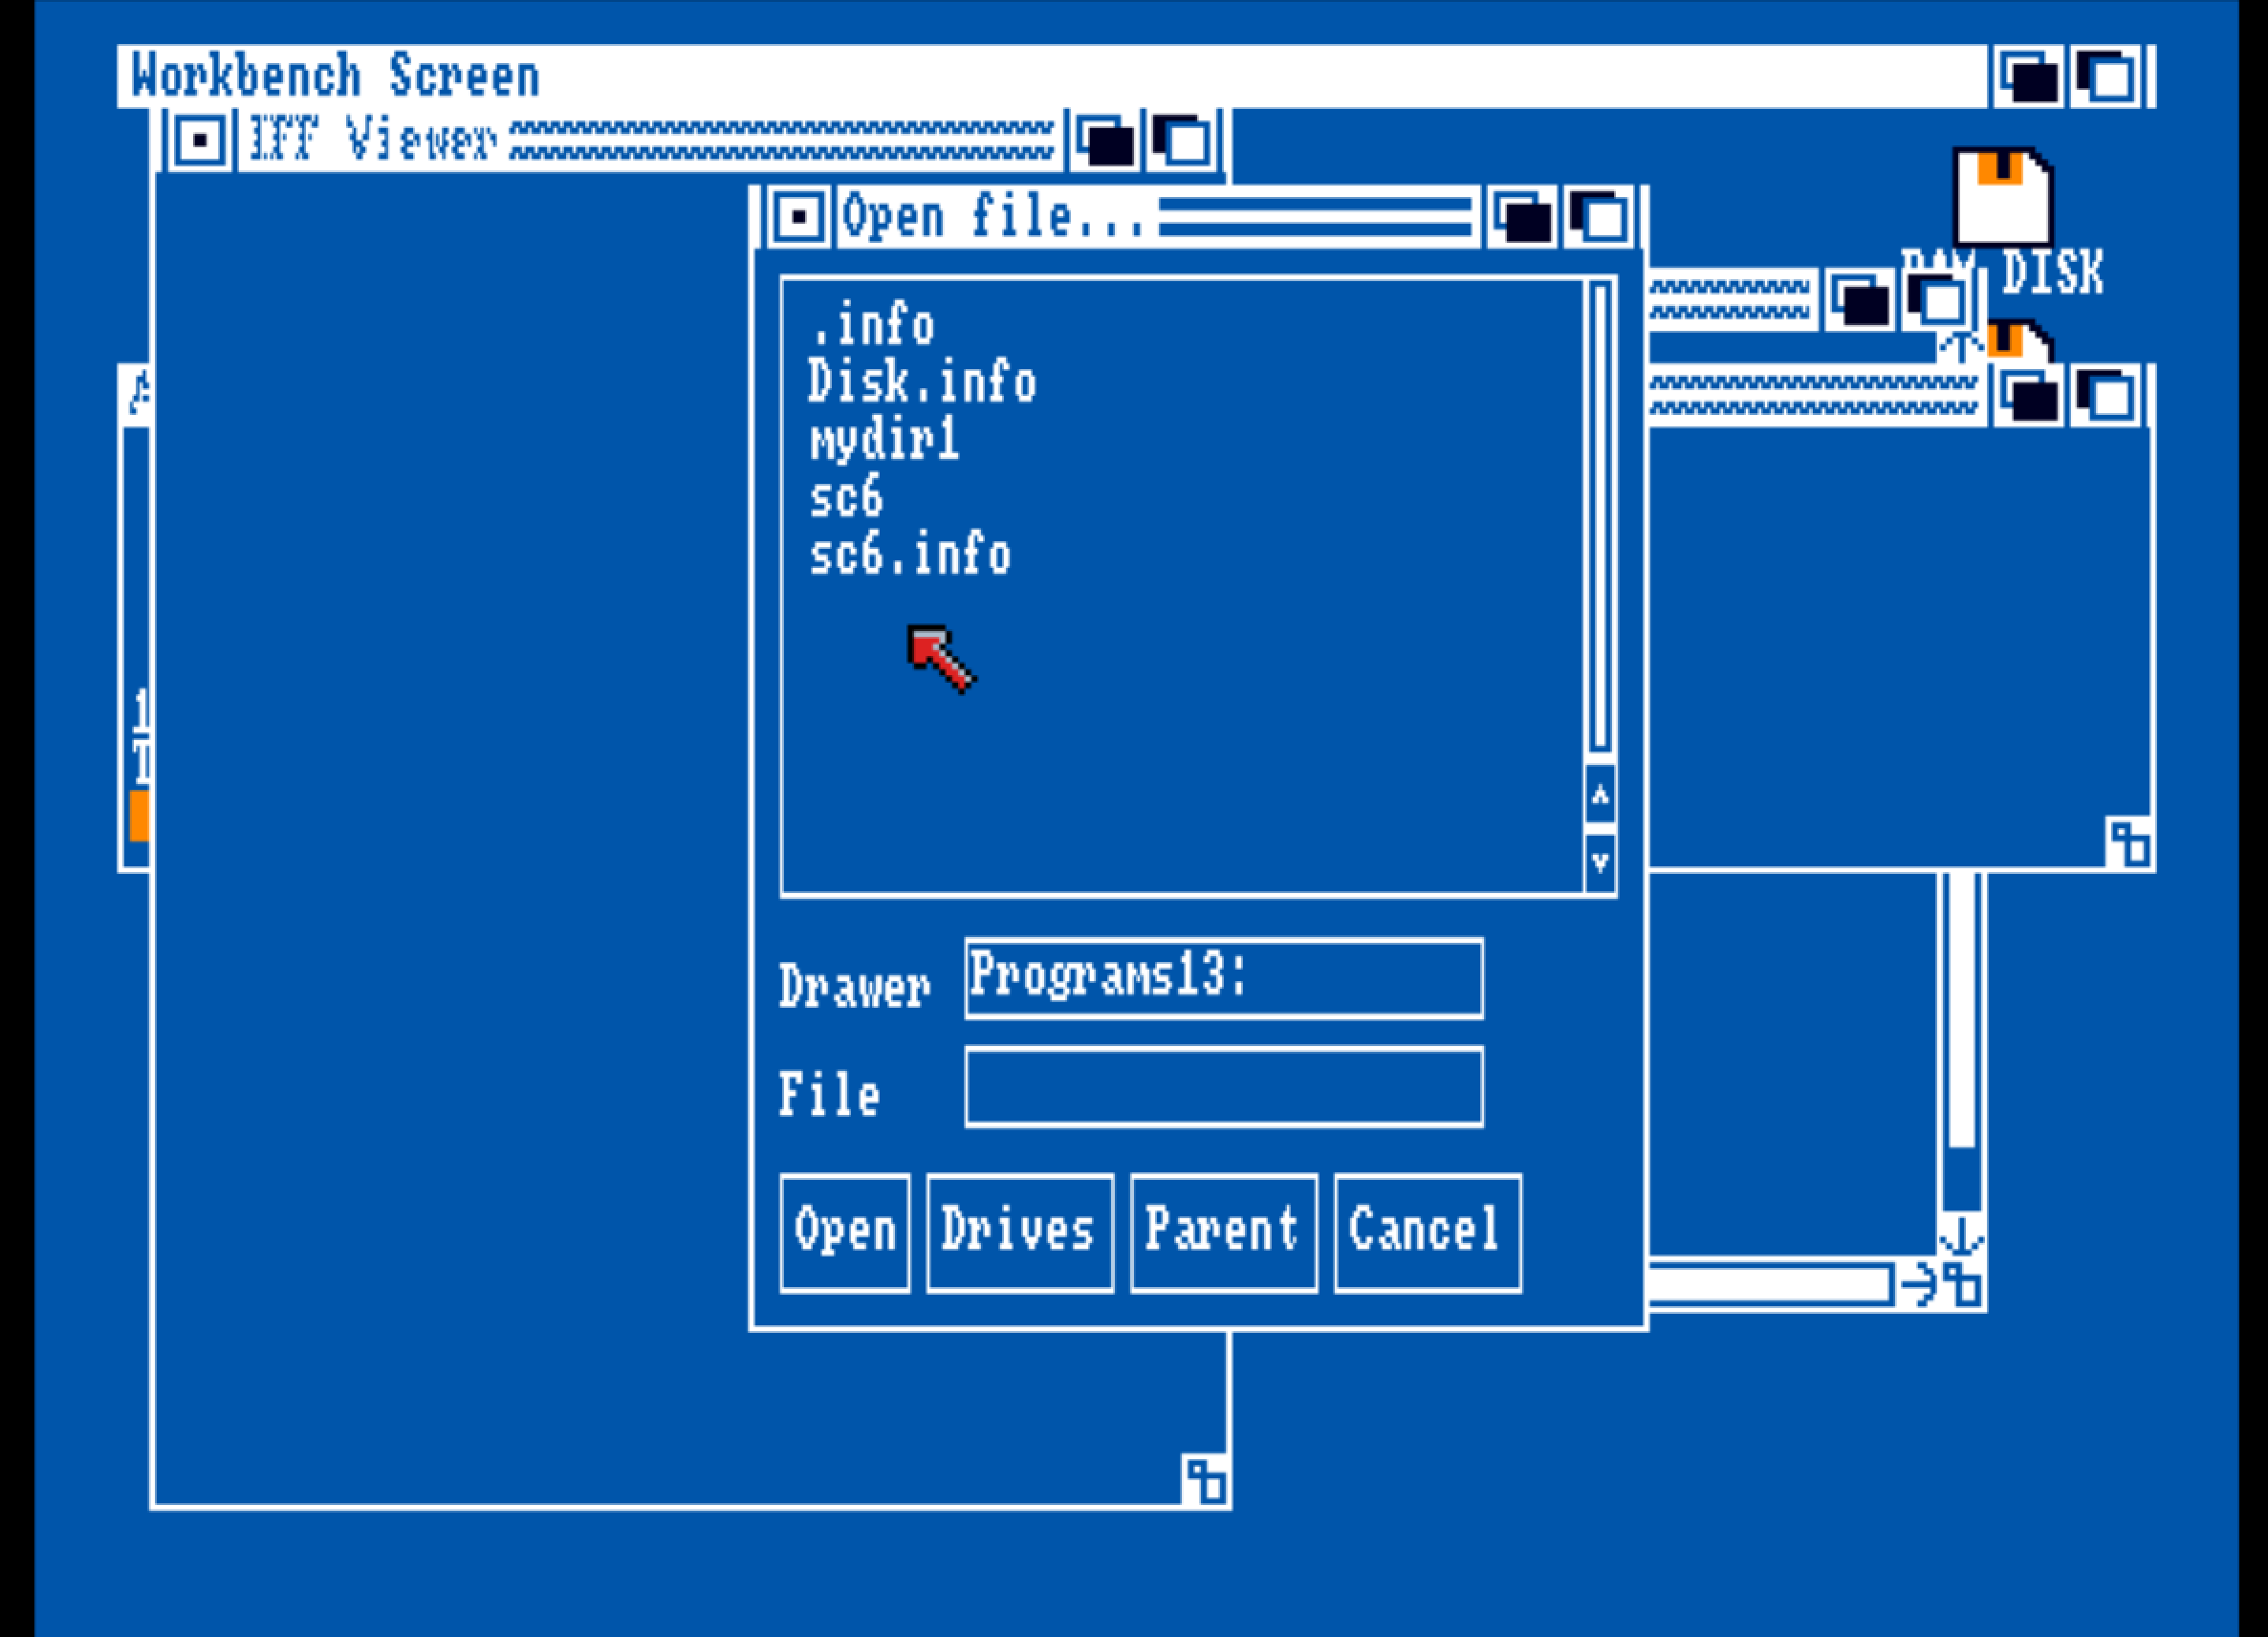 Workbench Screen
IFF Viewer
Open file...
RAM DISK
.info
Disk.info
mydir1
sc6
sc6.info
Drawer Programs13:
File
Open Drives Parent Cancel